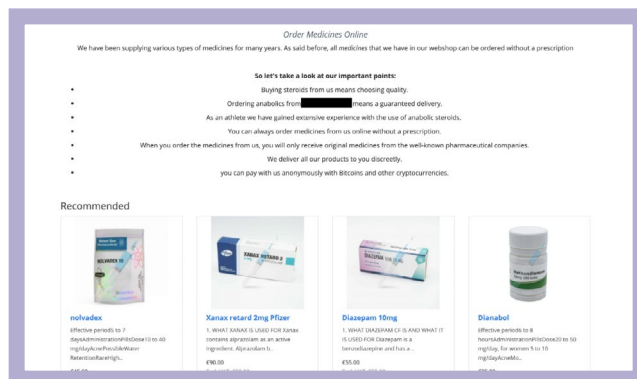 Order Medicines Online
We have been supplying various types of medicines for many years. As said before, all medicines that we have in our webshop can be ordered without a prescription
So let's take a look at our important points:
Buying steroids from us means choosing quality.
Ordering anabolics from means a guaranteed delivery.
As an athlete we have gained extensive experience with the use of anabolic steroids.
You can always order medicines from us online without a prescription.
When you order the medicines from us, you will only receive original medicines from the well-known pharmaceutical companies.
We deliver all our products to you discreetly.
you can pay with us anonymously with Bitcoins and other cryptocurrencies.
Recommended
NOLVADEX
XANAX RETARD 2
DIAZEPAM
nolvadex
Xanax retard 2mg Pfizer
Diazepam 10mg
Dianabol
Effective period5 to 7
daysAdministrationPillsDose10 to 40
mg/dayAcnePossibleWater
RetentionRareHigh..
1. WHAT XANAX IS USED FOR Xanax
contains alprazolam as an active
ingredient. Alprazolam b..
€90.00
1. WHAT DIAZEPAM CF IS AND WHAT IT
IS USED FOR Diazepam is a
benzodiazepine and has a ..
€55.00
Effective period6 to 8
hoursAdministrationPillsDose20 to 50
mg/day, for women 5 to 10
mg/dayAcneMo..